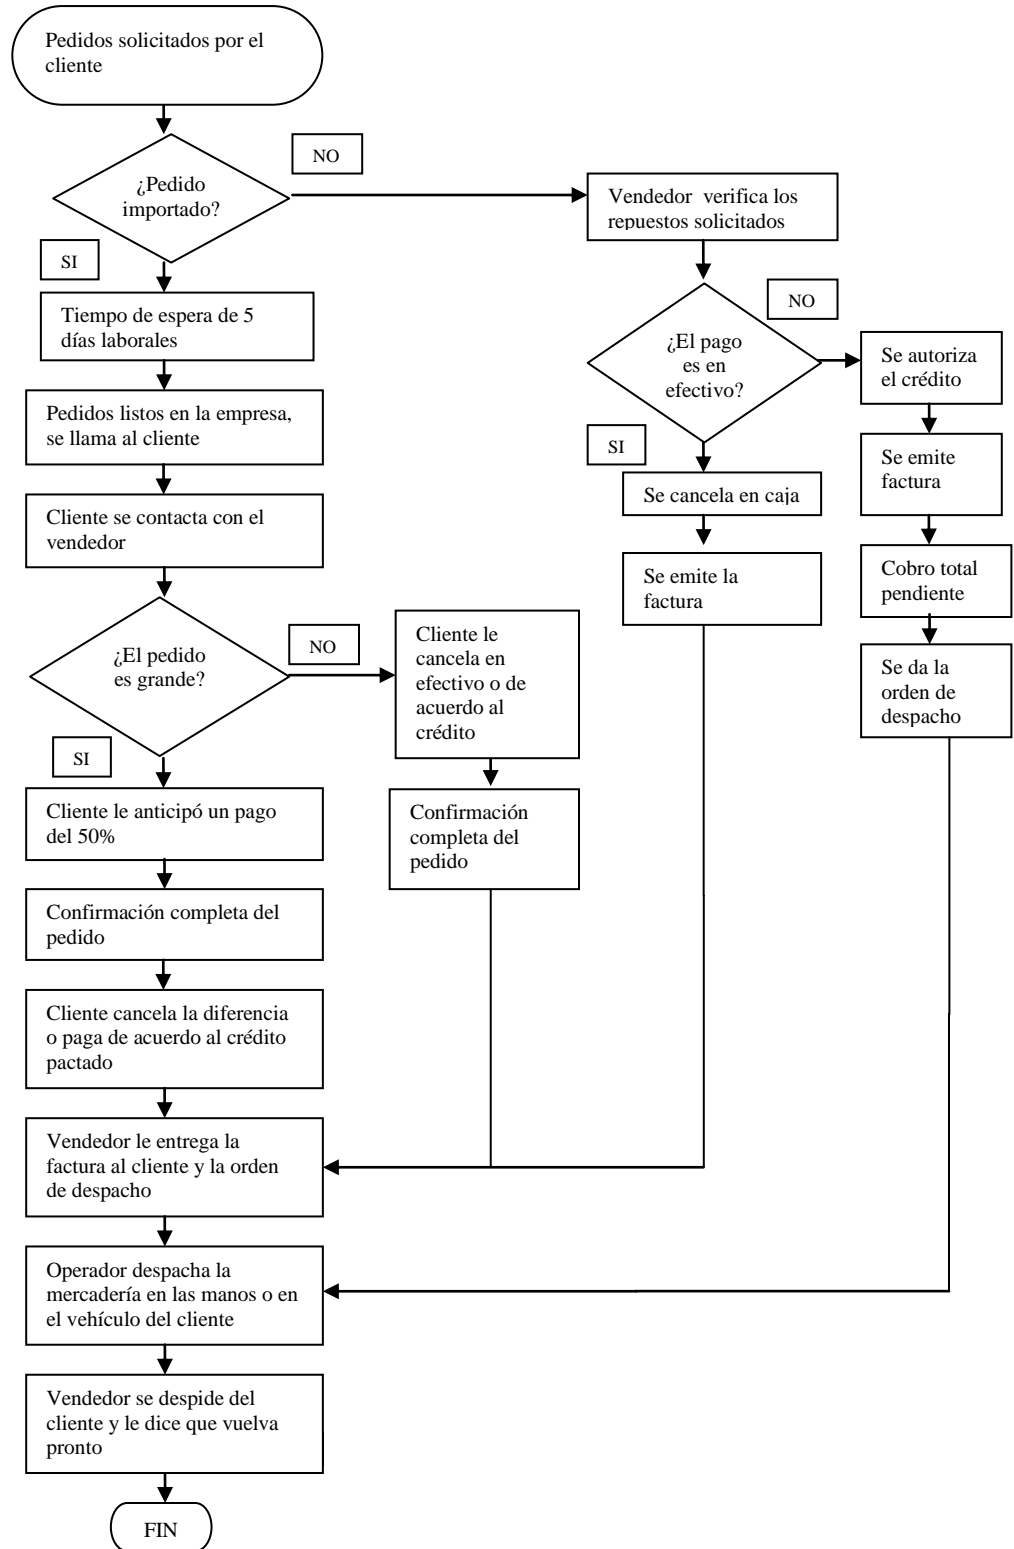 Pedidos solicitados por el
cliente
NO
¿Pedido
importado?
Vendedor  verifica los
repuestos solicitados
SI
Tiempo de espera de 5
días laborales
NO
¿El pago
es en
efectivo?
Se autoriza
el crédito
Pedidos listos en la empresa,
se llama al cliente
SI
Se emite
factura
Se cancela en caja
Cliente se contacta con el
vendedor
Se emite la
factura
Cobro total
pendiente
¿El pedido
es grande?
NO
Cliente le
cancela en
efectivo o de
acuerdo al
crédito
Se da la
orden de
despacho
SI
Cliente le anticipó un pago
del 50%
Confirmación
completa del
pedido
Confirmación completa del
pedido
Cliente cancela la diferencia
o paga de acuerdo al crédito
pactado
Vendedor le entrega la
factura al cliente y la orden
de despacho
Operador despacha la
mercadería en las manos o en
el vehículo del cliente
Vendedor se despide del
cliente y le dice que vuelva
pronto
FIN